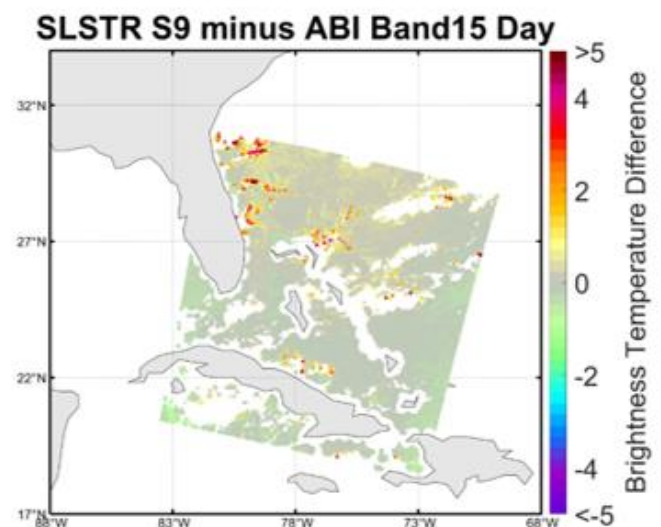 SLSTR S9 minus ABI Band15 Day
>5
4
2
0
-2
-4
<-5
Brightness Temperature Difference
32°N
27°N
22°N
17°N
88°W
83°W
78°W
73°W
68°W